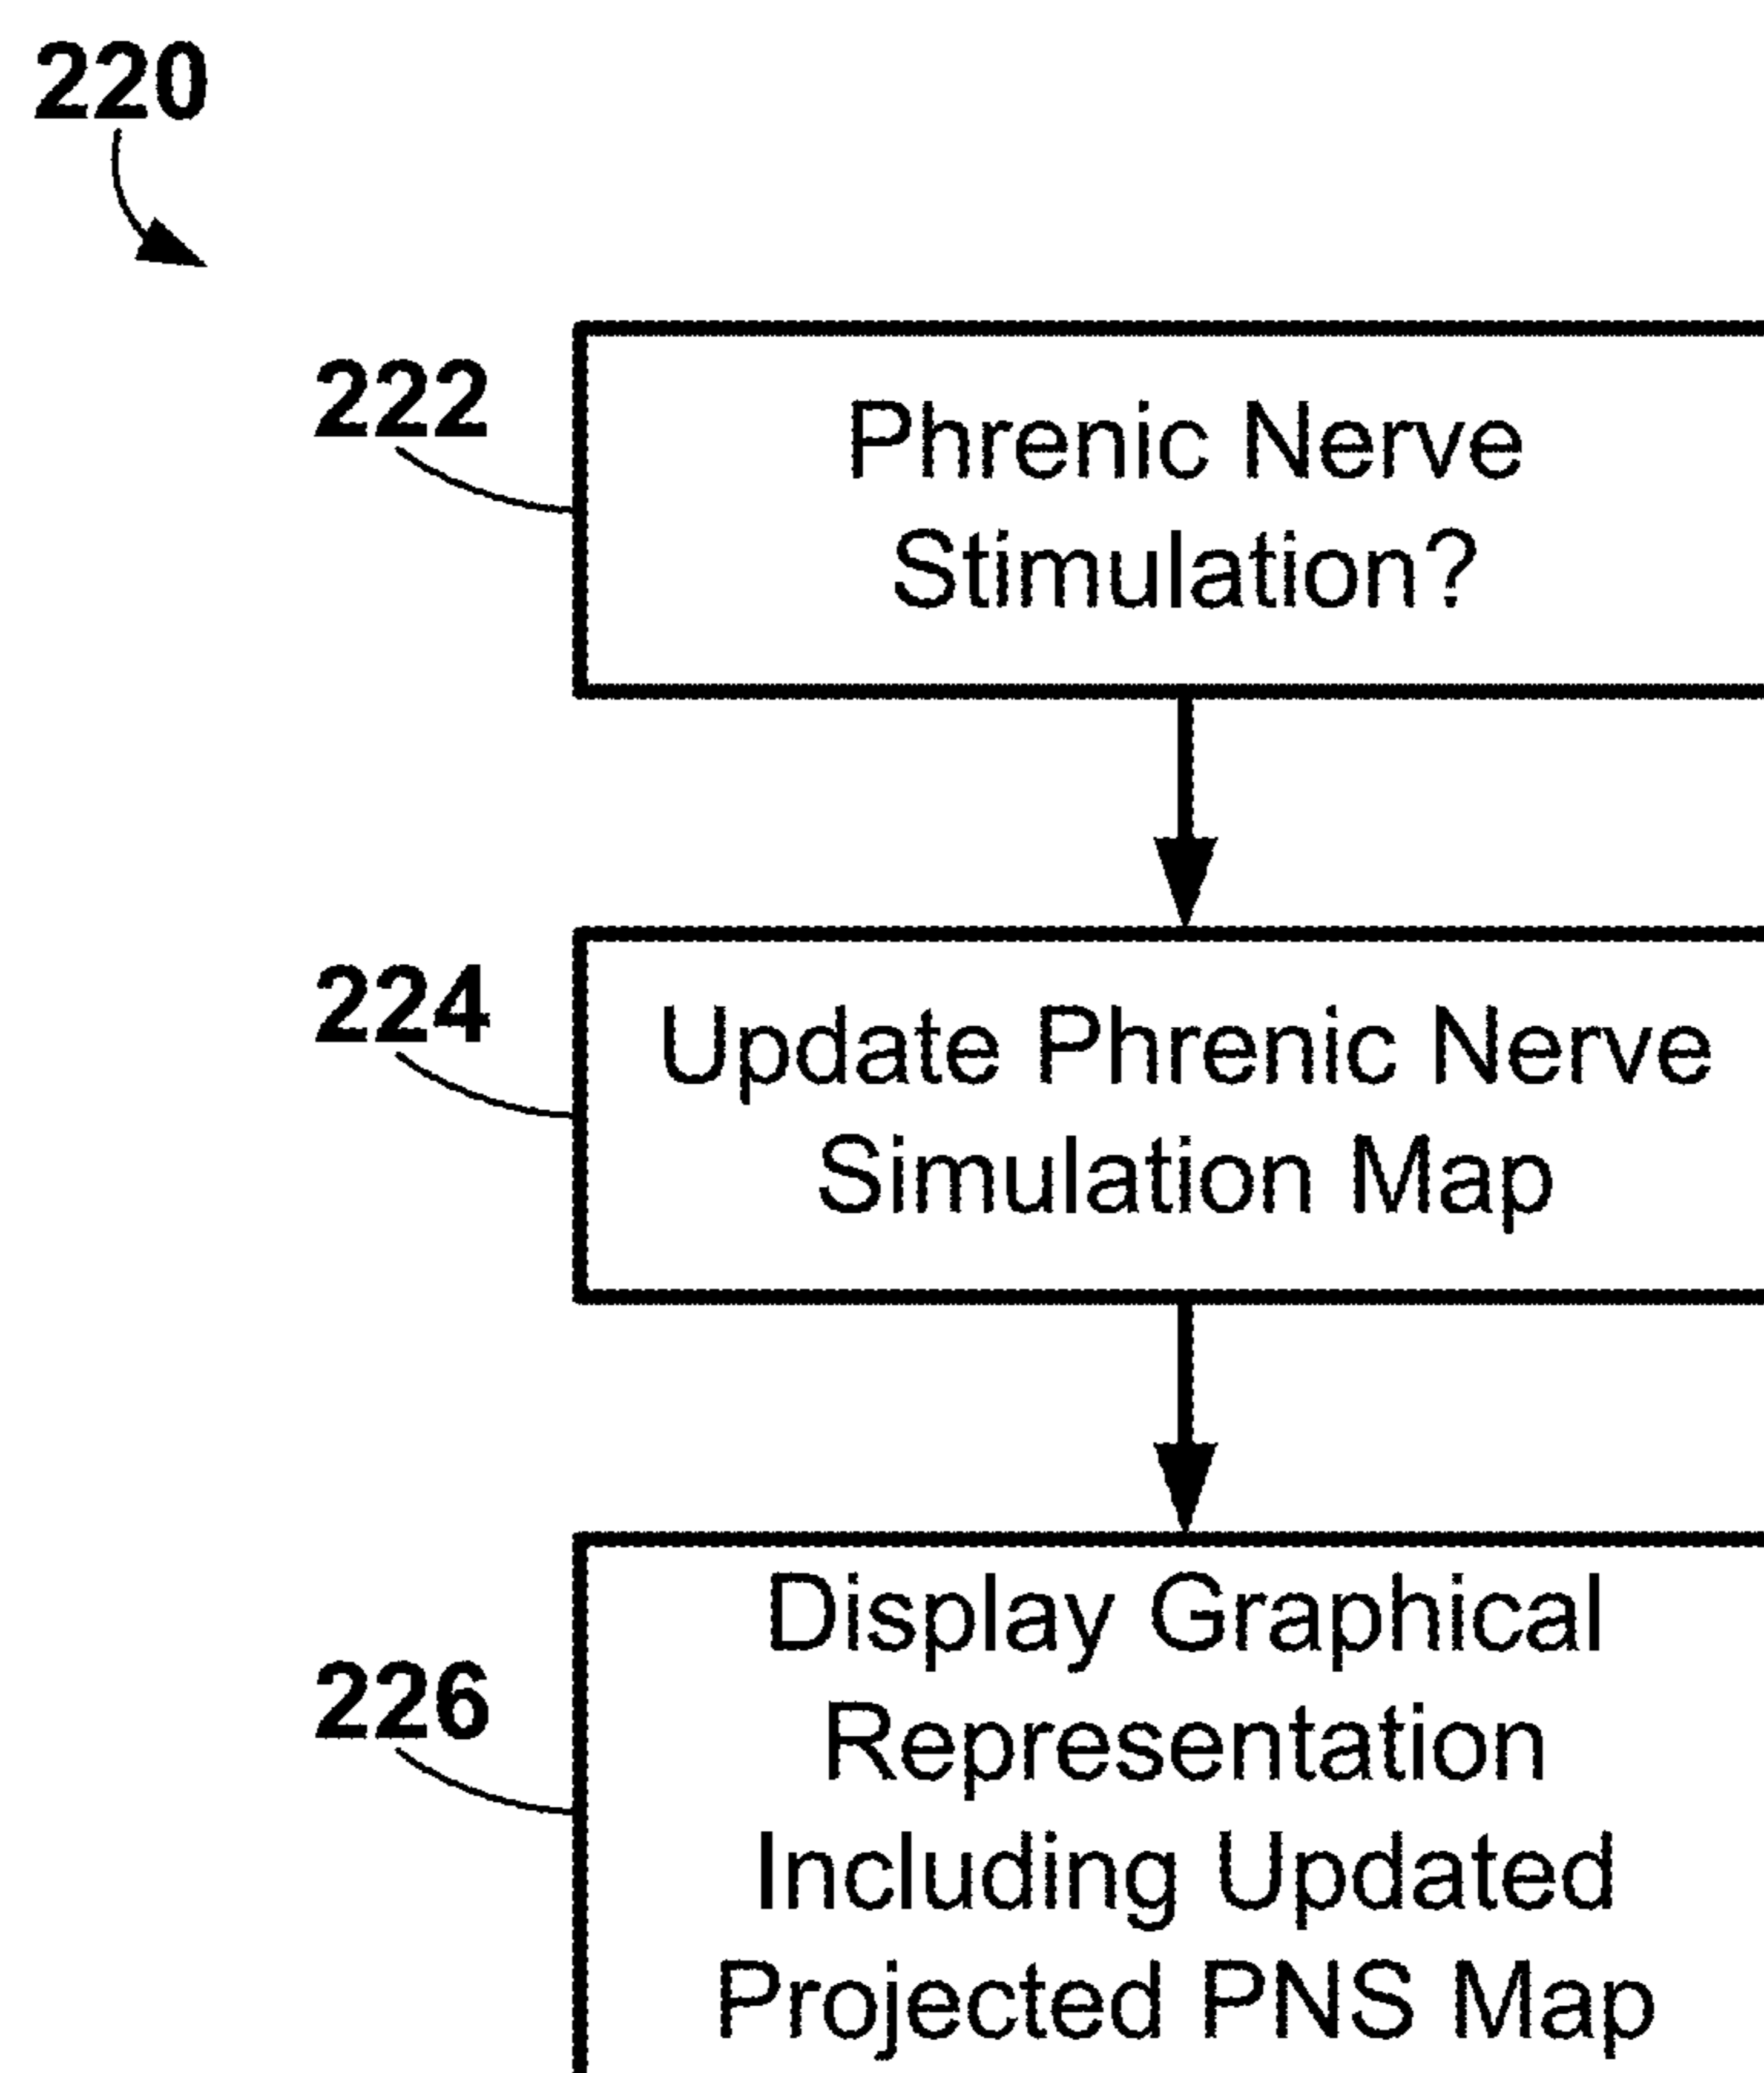 220
222
Phrenic Nerve
Stimulation?
224
Update Phrenic Nerve
Simulation Map
226
Display Graphical
Representation
Including Updated
Projected PNS Map